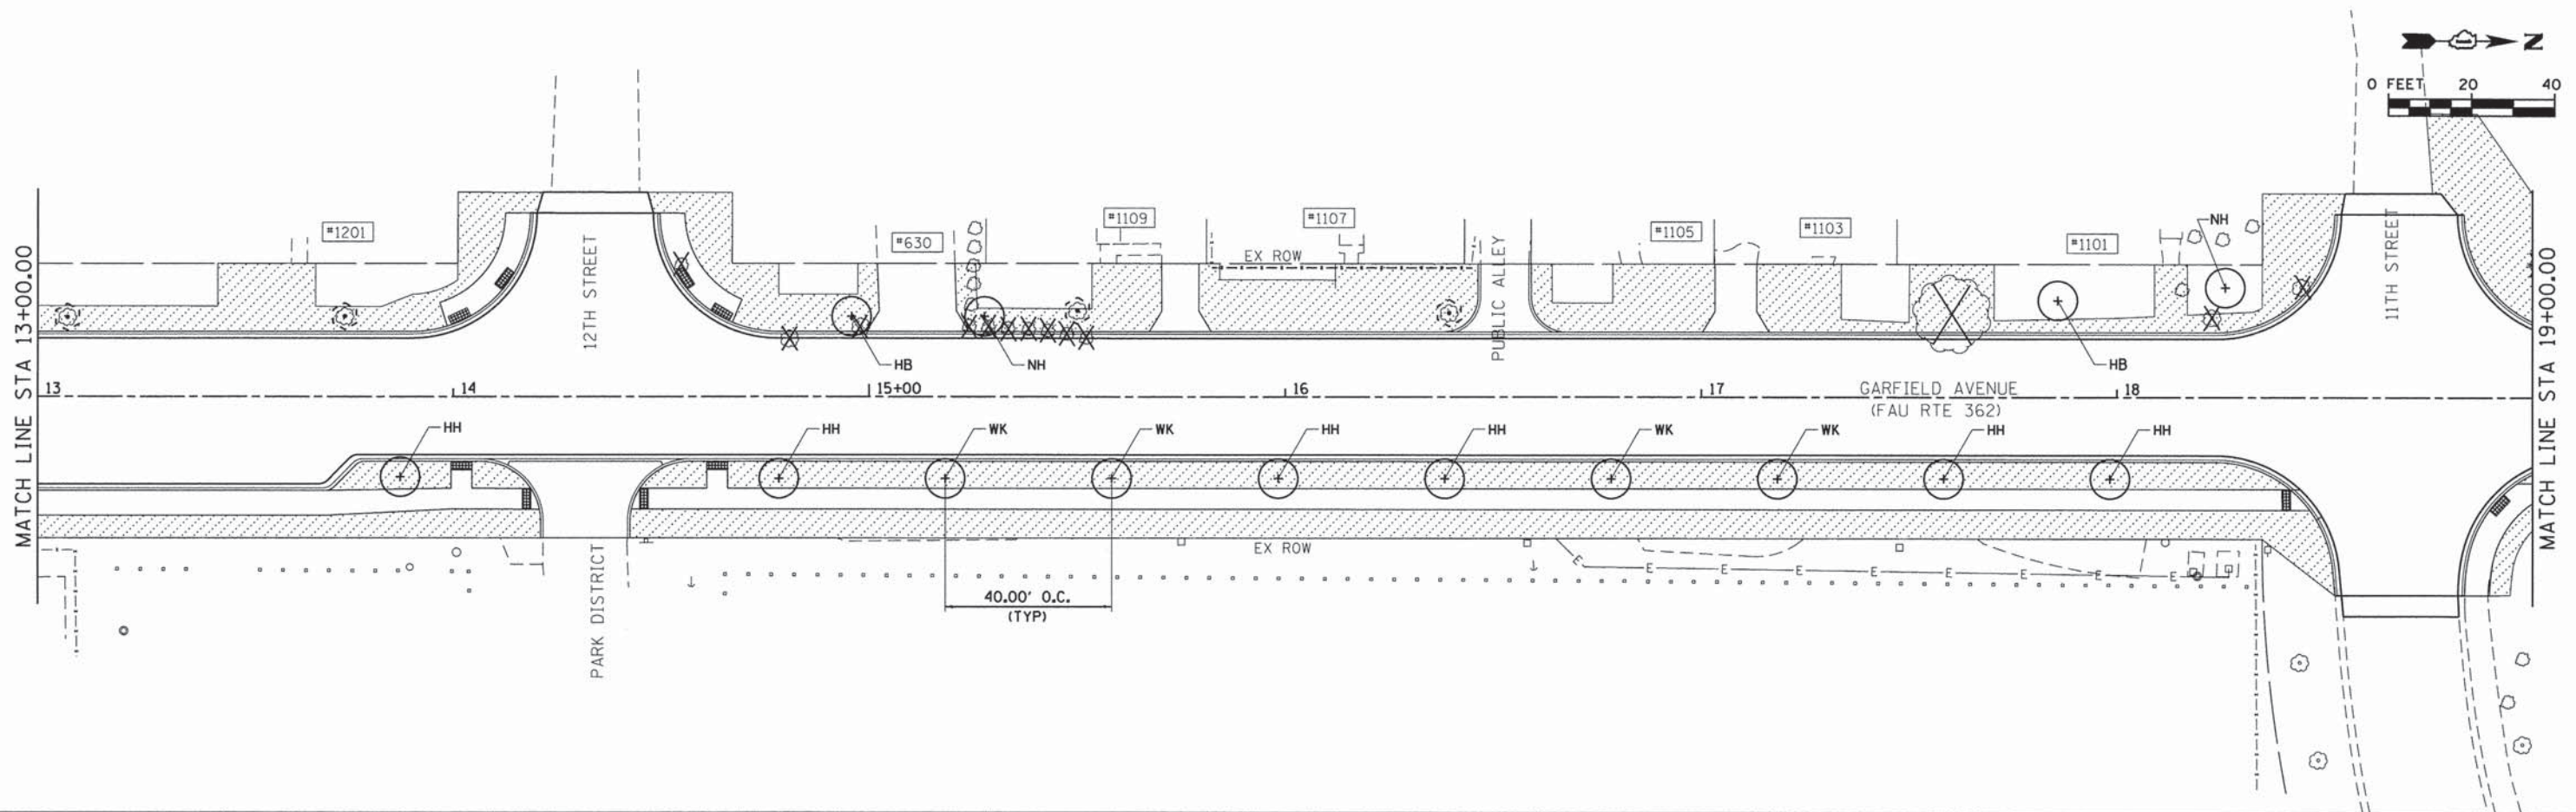 N
0 FEET 20 40
MATCH LINE STA 13+00.00
#1201
12TH STREET
#630
#1109
#1107
EX ROW
PUBLIC ALLEY
#1105
#1103
#1101
NH
11TH STREET
MATCH LINE STA 19+00.00
HB
NH
HB
13
14
15+00
16
17
GARFIELD AVENUE
(FAU RTE 362)
18
HH
HH
WK
WK
HH
HH
WK
WK
HH
HH
PARK DISTRICT
EX ROW
E E E E E E E E E
40.00' O.C.
(TYP)